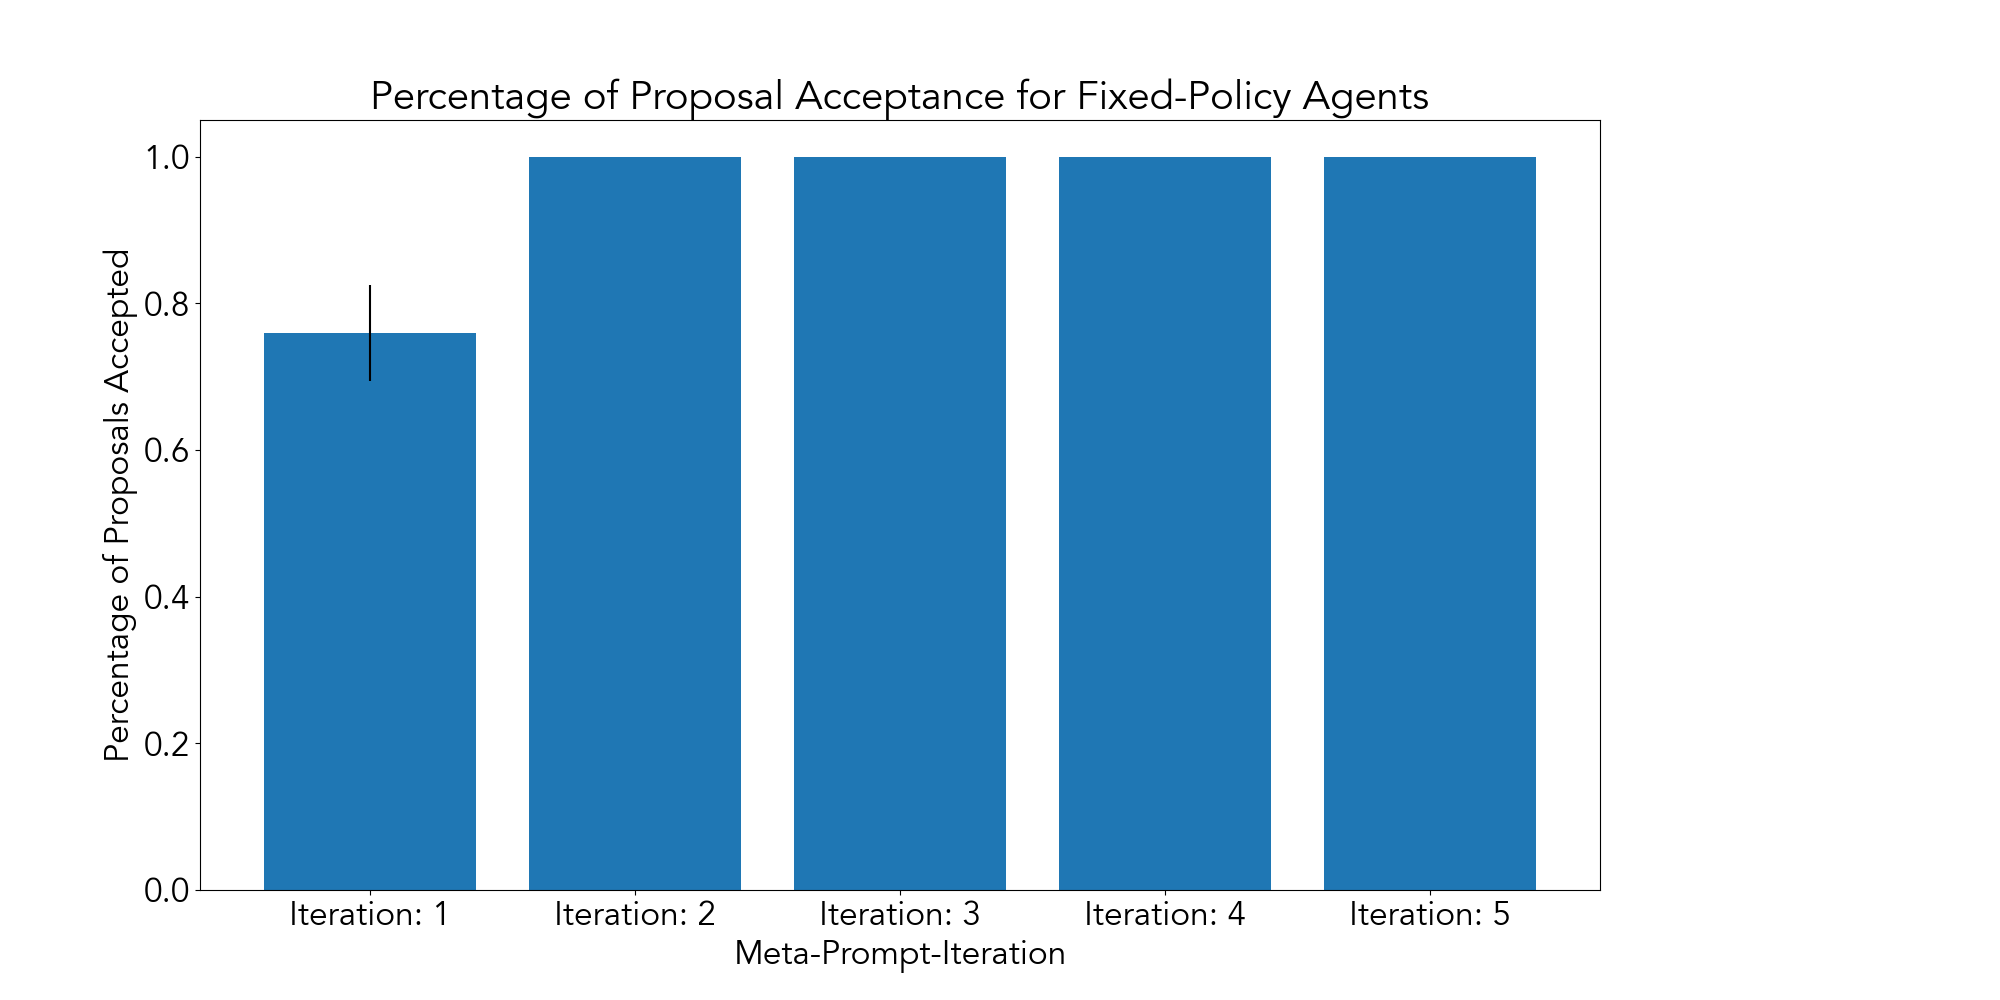 Percentage of Proposal Acceptance for Fixed-Policy Agents
Percentage of Proposals Accepted
1.0
0.8
0.6
0.4
0.2
0.0
Iteration: 1
Iteration: 2
Iteration: 3
Iteration: 4
Iteration: 5
Meta-Prompt-Iteration